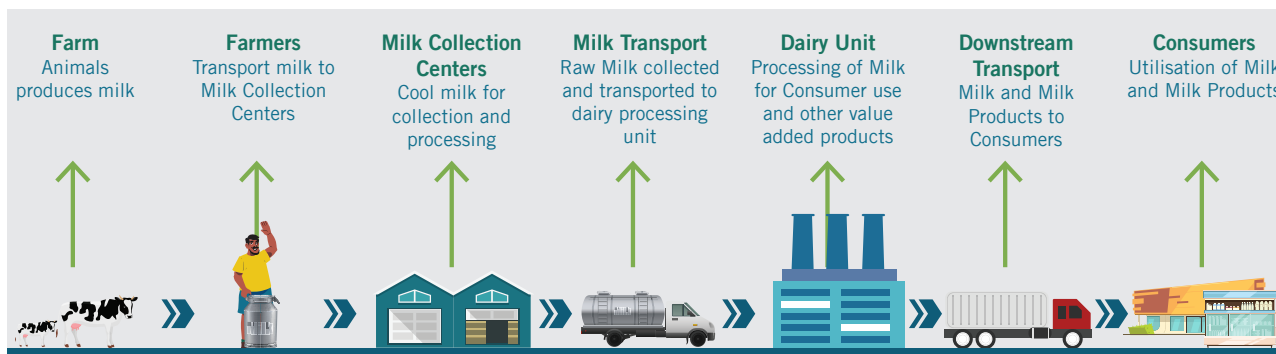 Farm
Animals
produces milk
Farmers
Transport milk to
Milk Collection
Centers
Milk Collection
Centers
Cool milk for
collection and
processing
Milk Transport
Raw Milk collected
and transported to
dairy processing
unit
Dairy Unit
Processing of Milk
for Consumer use
and other value
added products
Downstream
Transport
Milk and Milk
Products to
Consumers
Consumers
Utilisation of Milk
and Milk Products